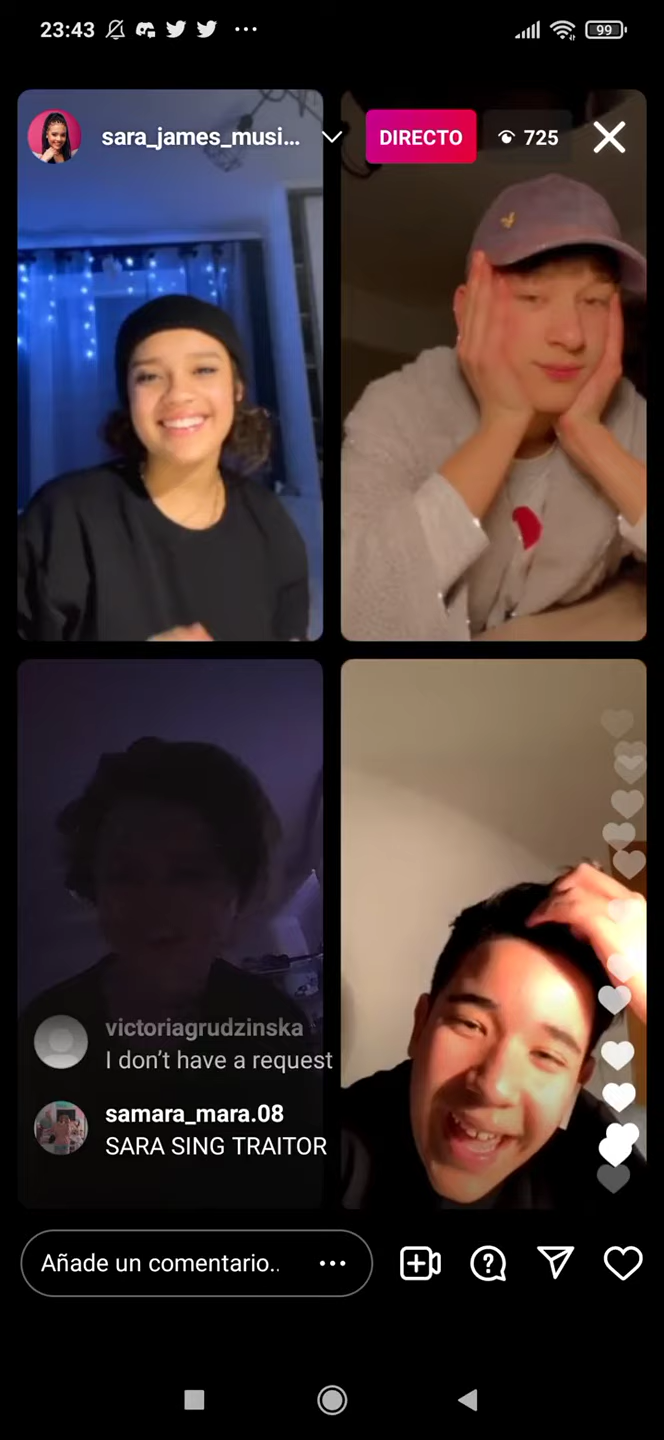 23:43
99
sara_james_musi...
DIRECTO
725
victoriagrudzinska
I don't have a request
samara_mara.08
SARA SING TRAITOR
Añade un comentario..